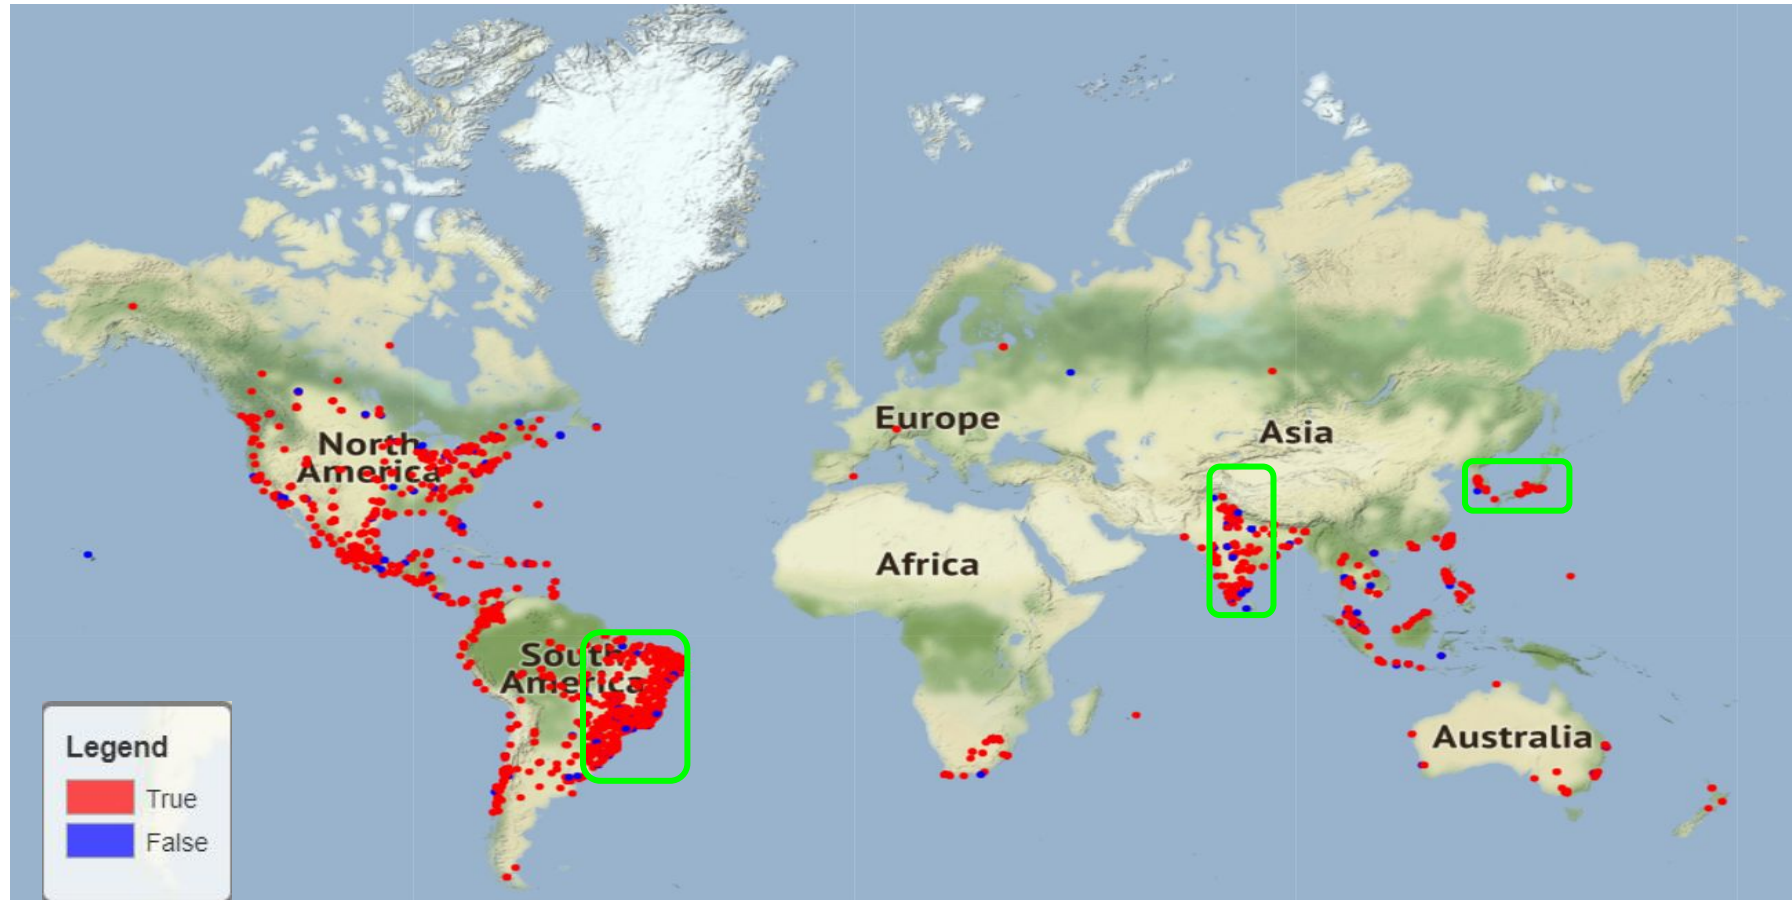 North
America
Europe
Asia
Africa
South
America
Australia
Legend
True
False